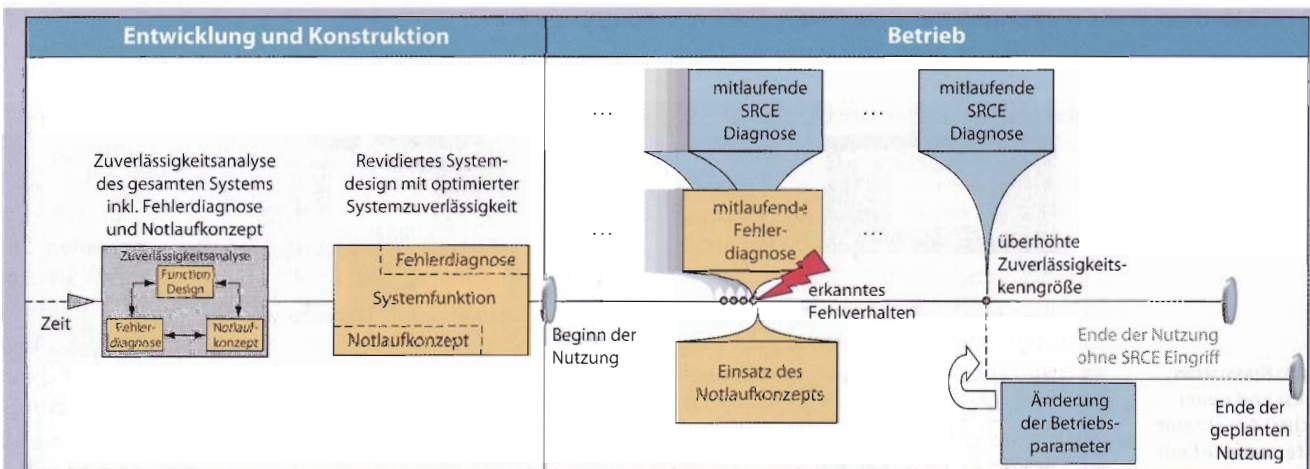 Entwicklung und Konstruktion
Betrieb
Zuverlässigkeitsanalyse
des gesamten Systems
inkl. Fehlerdiagnose
und Notlaufkonzept
Zuverlässigkeitsanalyse
Function
Design
Fehler-
diagnose
Notlauf-
konzept
Zeit
Revidiertes System-
design mit optimierter
Systemzuverlässigkeit
Fehlerdiagnose
Systemfunktion
Notlaufkonzept
Beginn der
Nutzung
...
mitlaufende
SRCE
Diagnose
...
mitlaufende
SRCE
Diagnose
...
mitlaufende
Fehler-
diagnose
erkanntes
Fehlverhalten
Einsatz des
Notlaufkonzepts
überhöhte
Zuverlässigkeits-
kenngröße
Ende der Nutzung
ohne SRCE Eingriff
Änderung
der Betriebs-
parameter
Ende der
geplanten
Nutzung